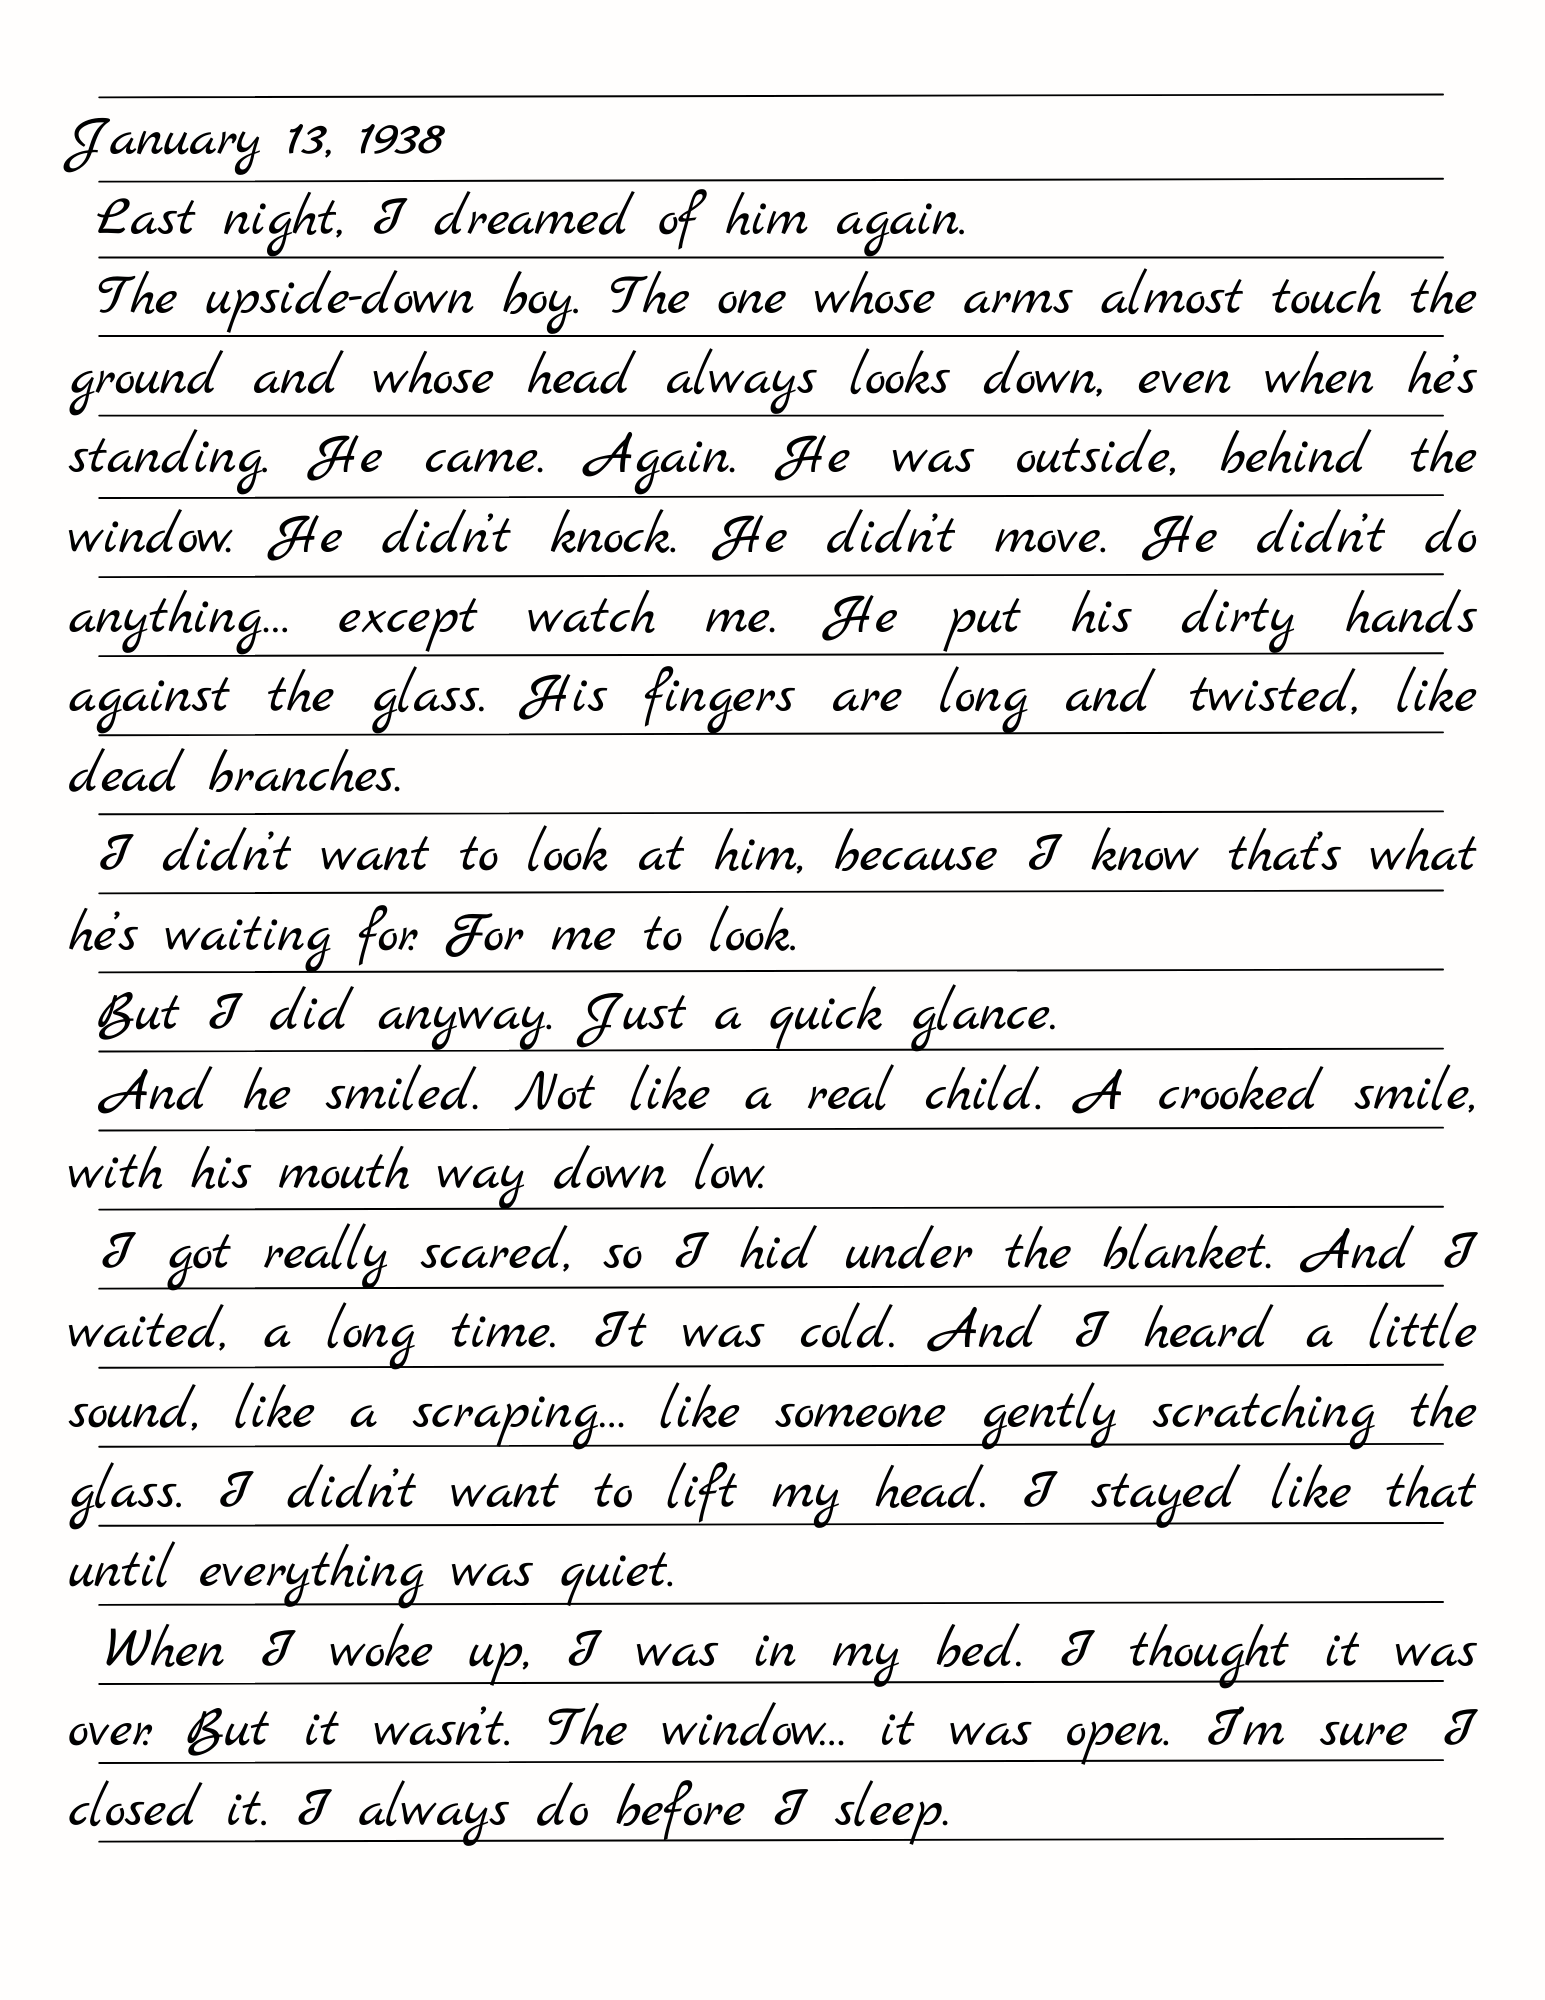 January 13, 1938
Last night, I dreamed of him again.
The upside-down boy. The one whose arms almost touch the
ground and whose head always looks down, even when he's
standing. He came. Again. He was outside, behind the
window. He didn't knock. He didn't move. He didn't do
anything... except watch me. He put his dirty hands
against the glass. His fingers are long and twisted, like
dead branches.
I didn't want to look at him, because I know that's what
he's waiting for. For me to look.
But I did anyway. Just a quick glance.
And he smiled. Not like a real child. A crooked smile,
with his mouth way down low.
I got really scared, so I hid under the blanket. And I
waited, a long time. It was cold. And I heard a little
sound, like a scraping... like someone gently scratching the
glass. I didn't want to lift my head. I stayed like that
until everything was quiet.
When I woke up, I was in my bed. I thought it was
over. But it wasn't. The window... it was open. I'm sure I
closed it. I always do before I sleep.